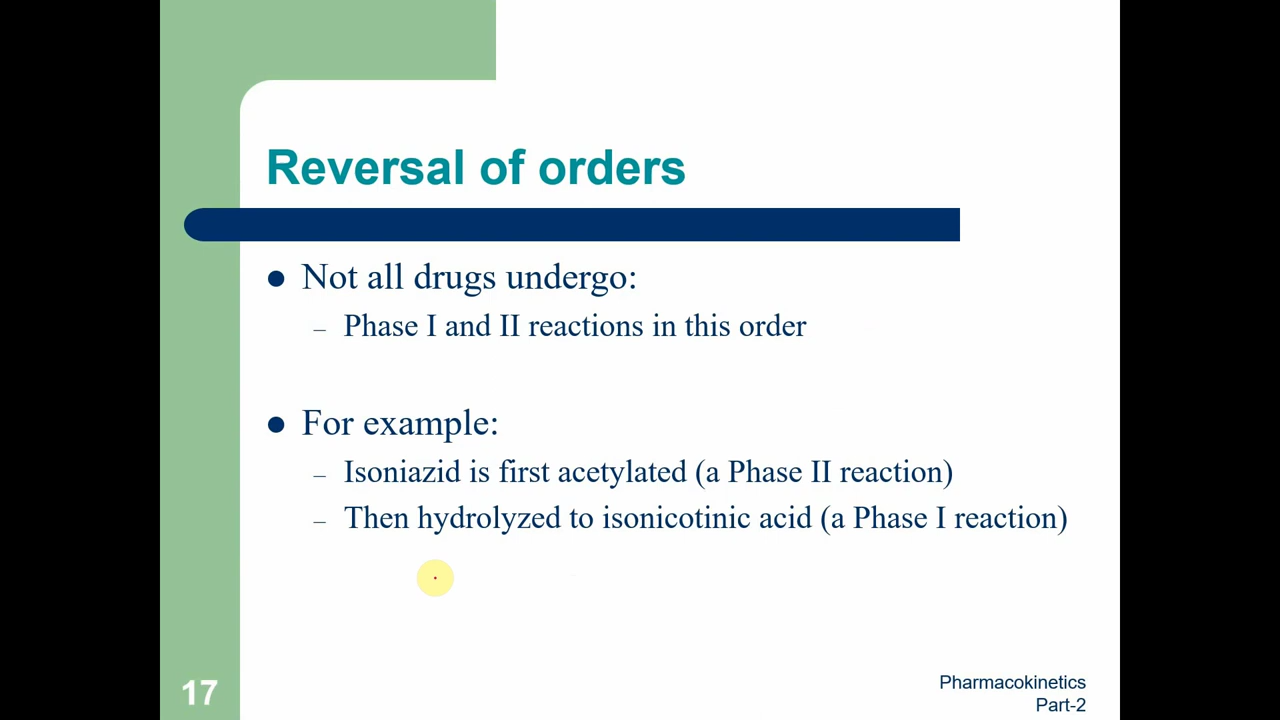 Reversal of orders
Not all drugs undergo:
– Phase I and II reactions in this order
For example:
– Isoniazid is first acetylated (a Phase II reaction)
– Then hydrolyzed to isonicotinic acid (a Phase I reaction)
17
Pharmacokinetics
Part-2